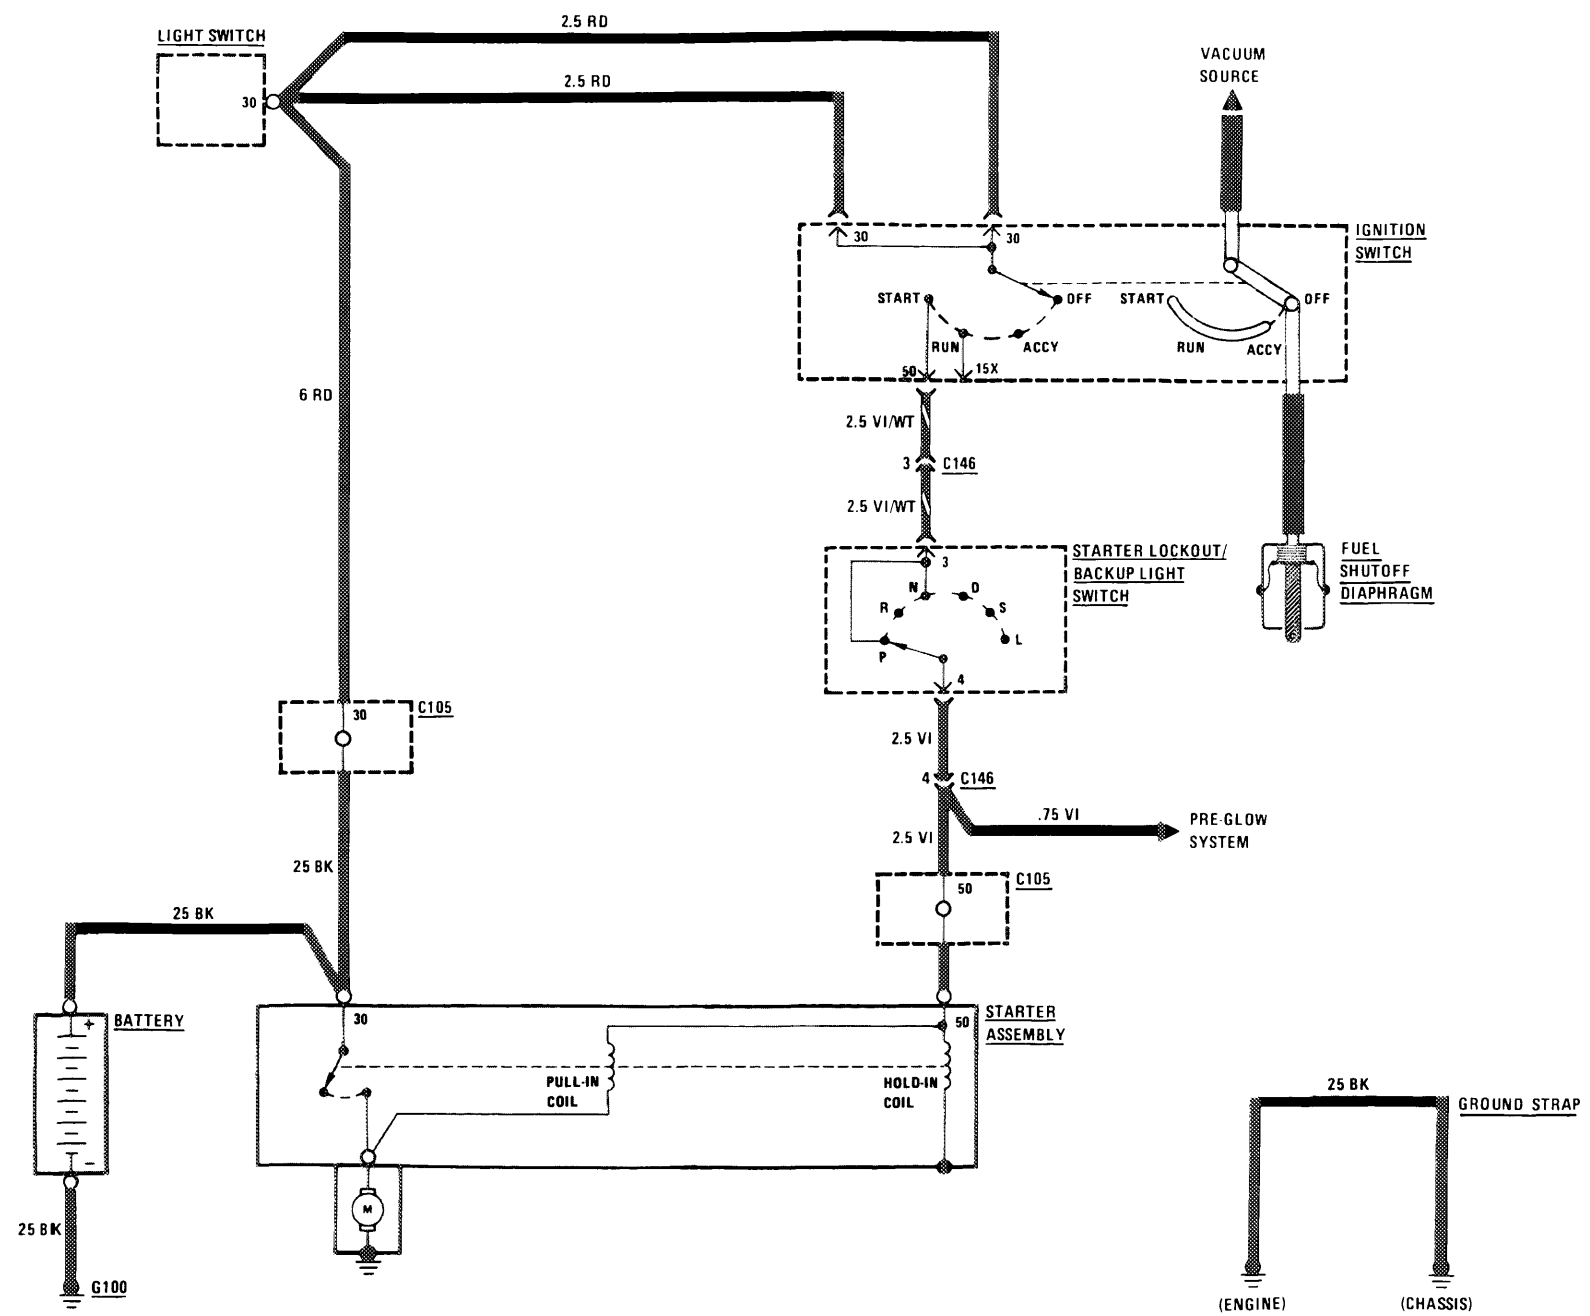 2.5 RD
LIGHT SWITCH
30
2.5 RD
VACUUM
SOURCE
30
30
IGNITION
SWITCH
START
OFF
RUN
ACCY
50
15X
START
OFF
RUN
ACCY
6 RD
2.5 VI/WT
3
C146
2.5 VI/WT
3
STARTER LOCKOUT/
BACKUP LIGHT
SWITCH
N
D
R
S
P
L
4
FUEL
SHUTOFF
DIAPHRAGM
30
C105
2.5 VI
4
C146
.75 VI
PRE-GLOW
SYSTEM
2.5 VI
25 BK
50
C105
25 BK
BATTERY
+
−
30
50
STARTER
ASSEMBLY
PULL-IN
COIL
HOLD-IN
COIL
M
25 BK
G100
25 BK
GROUND STRAP
(ENGINE)
(CHASSIS)